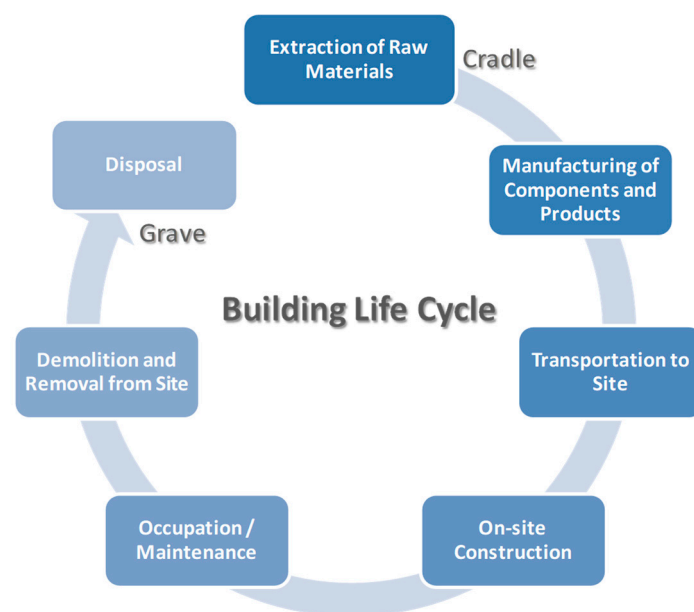 Extraction of Raw
Materials
Cradle
Manufacturing of
Components and
Products
Transportation to
Site
On-site
Construction
Occupation /
Maintenance
Demolition and
Removal from Site
Grave
Disposal
Building Life Cycle